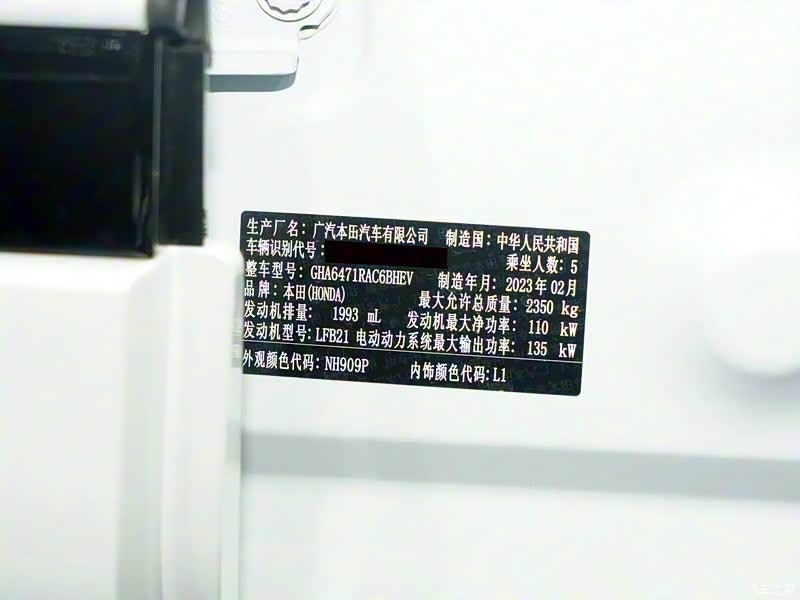 生产厂名：广汽本田汽车有限公司 制造国：中华人民共和国
车辆识别代号： 乘坐人数：5
整车型号：GHA6471RAC6BHEV 制造年月：2023年02月
品牌：本田(HONDA) 最大允许总质量：2350 kg
发动机排量： 1993 mL 发动机最大净功率：110 kW
发动机型号：LFB21 电动动力系统最大输出功率：135 kW
外观颜色代码：NH909P 内饰颜色代码：L1
汽车之家